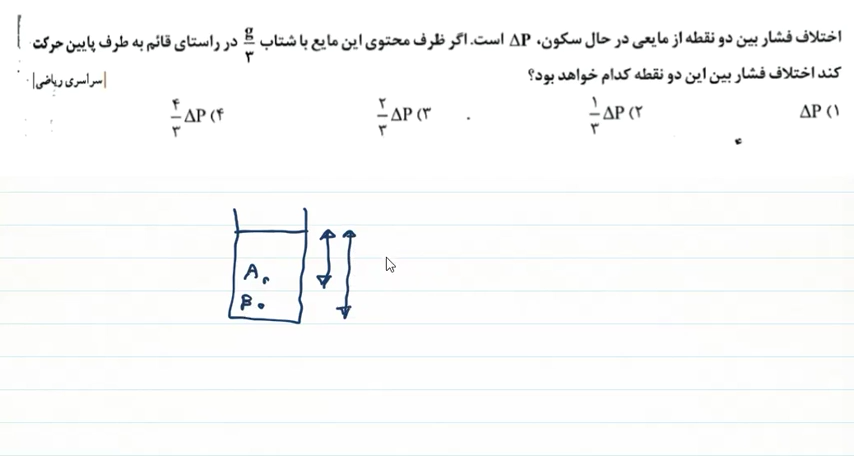 اختلاف فشار بین دو نقطه از مایعی در حال سکون، ΔP است. اگر ظرف محتوی این مایع با شتاب g/۳ در راستای قائم به طرف پایین حرکت
کند اختلاف فشار بین این دو نقطه کدام خواهد بود؟ |سراسری ریاضی|
۱) ΔP ۲) ۱/۳ ΔP ۳) ۲/۳ ΔP ۴) ۴/۳ ΔP
A
B